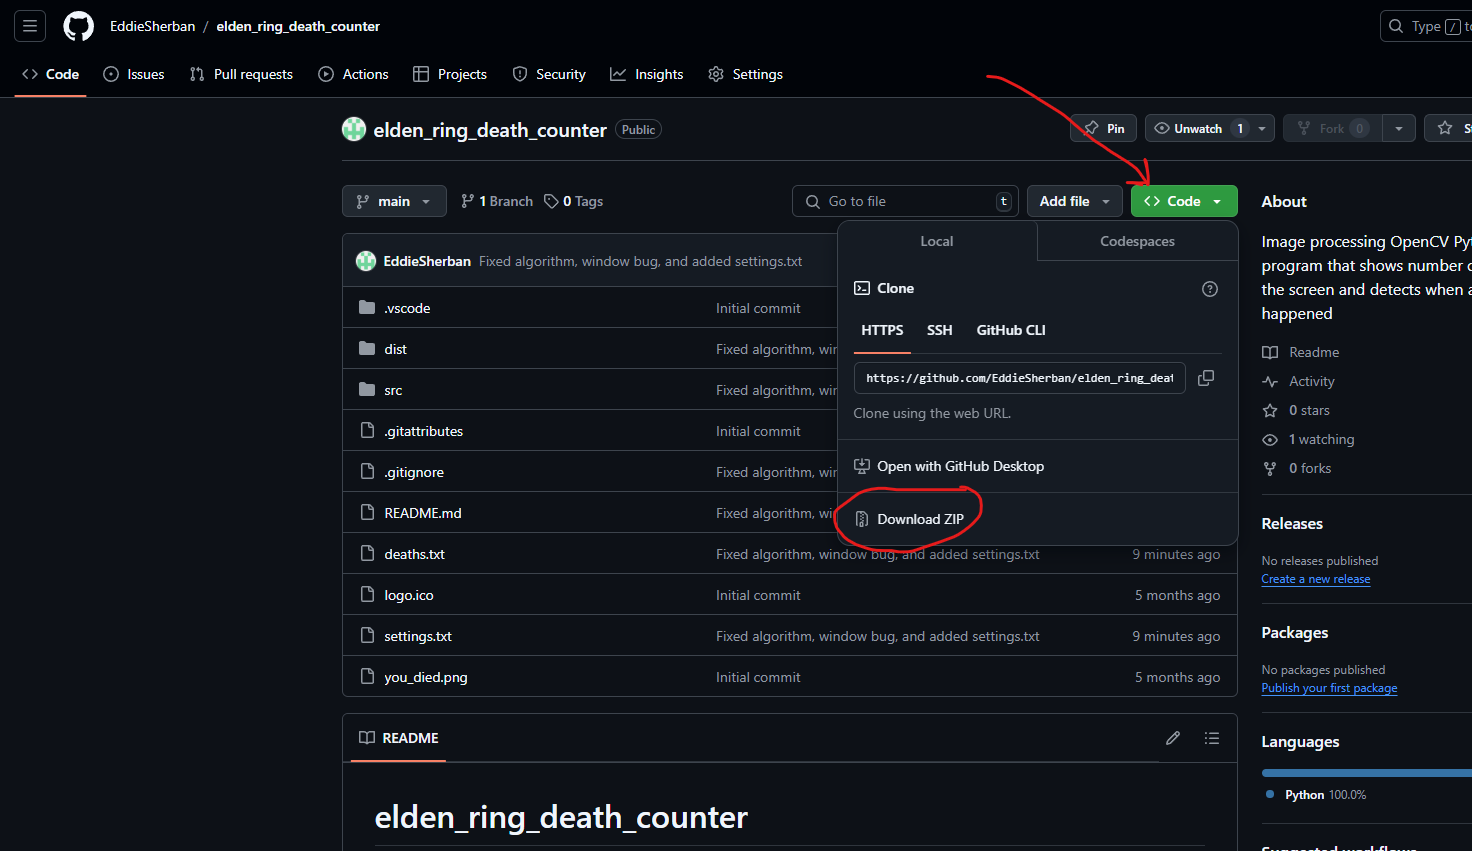 EddieSherban / elden_ring_death_counter
Type / to
Code Issues Pull requests Actions Projects Security Insights Settings
elden_ring_death_counter Public
Pin Unwatch 1 Fork 0
main 1 Branch 0 Tags
Go to file t
Add file
Code
Local Codespaces
Clone
HTTPS SSH GitHub CLI
https://github.com/EddieSherban/elden_ring_deat
Clone using the web URL.
Open with GitHub Desktop
Download ZIP
EddieSherban Fixed algorithm, window bug, and added settings.txt
.vscode Initial commit
dist Fixed algorithm,
src Fixed algorithm,
.gitattributes Initial commit
.gitignore Fixed algorithm,
README.md Fixed algorithm,
deaths.txt Fixed algorithm, window bug, and added settings.txt 9 minutes ago
logo.ico Initial commit 5 months ago
settings.txt Fixed algorithm, window bug, and added settings.txt 9 minutes ago
you_died.png Initial commit 5 months ago
README
elden_ring_death_counter
About
Image processing OpenCV Pyt
program that shows number
the screen and detects when a
happened
Readme
Activity
0 stars
1 watching
0 forks
Releases
No releases published
Create a new release
Packages
No packages published
Publish your first package
Languages
Python 100.0%